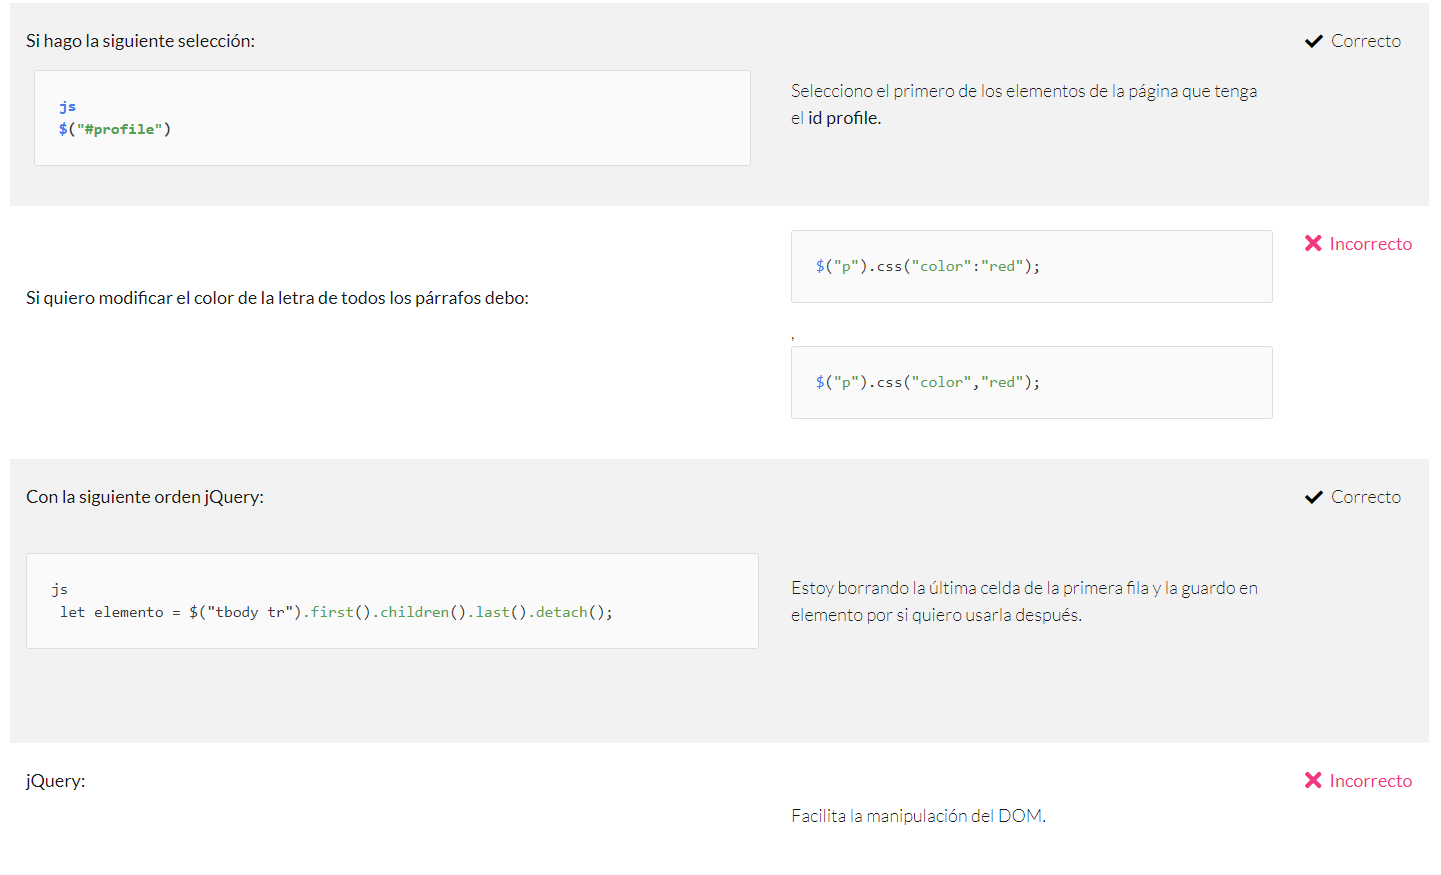 Si hago la siguiente selección:
Correcto
js
$("#profile")
Selecciono el primero de los elementos de la página que tenga
el id profile.
Si quiero modificar el color de la letra de todos los párrafos debo:
$("p").css("color":"red");
,
$("p").css("color","red");
Incorrecto
Con la siguiente orden jQuery:
Correcto
js
let elemento = $("tbody tr").first().children().last().detach();
Estoy borrando la última celda de la primera fila y la guardo en
elemento por si quiero usarla después.
jQuery:
Incorrecto
Facilita la manipulación del DOM.